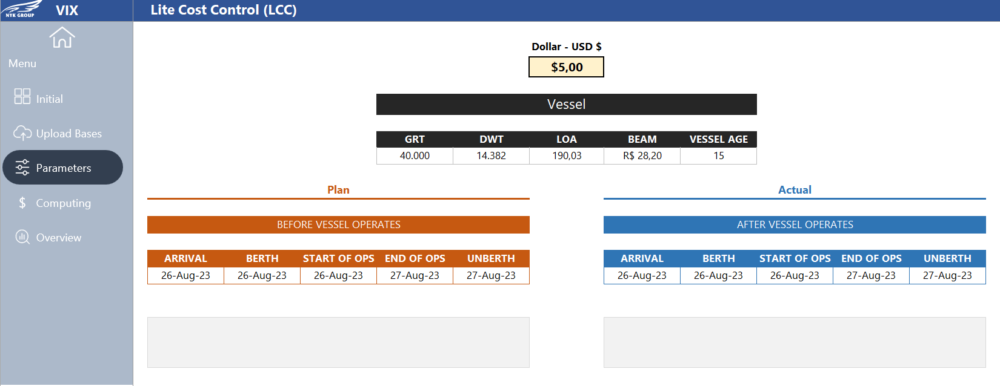 NYK GROUP
VIX
Lite Cost Control (LCC)
Menu
Initial
Upload Bases
Parameters
$ Computing
Overview
Dollar - USD $
$5,00
Vessel
GRT DWT LOA BEAM VESSEL AGE
40.000 14.382 190,03 R$ 28,20 15
Plan
BEFORE VESSEL OPERATES
ARRIVAL BERTH START OF OPS END OF OPS UNBERTH
26-Aug-23 26-Aug-23 26-Aug-23 27-Aug-23 27-Aug-23
Actual
AFTER VESSEL OPERATES
ARRIVAL BERTH START OF OPS END OF OPS UNBERTH
26-Aug-23 26-Aug-23 26-Aug-23 27-Aug-23 27-Aug-23